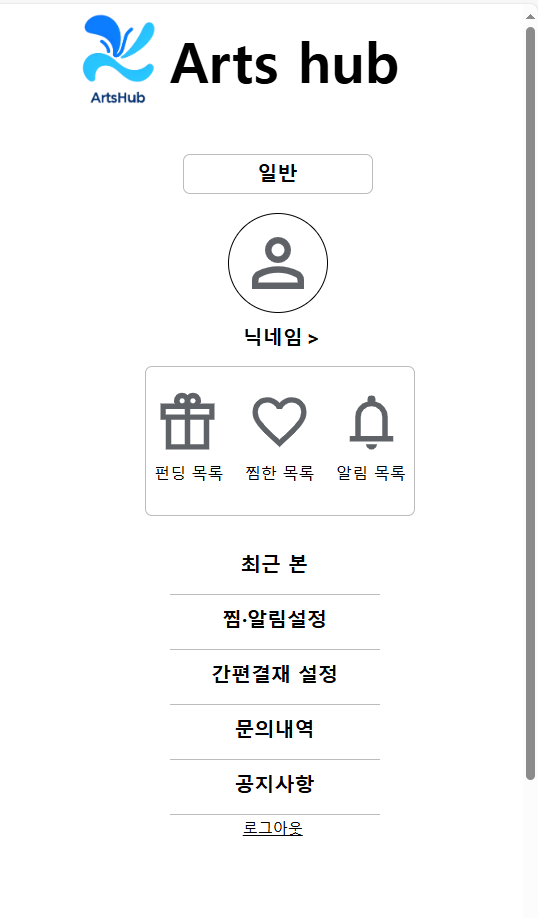 ArtsHub
Arts hub
일반
닉네임 >
펀딩 목록 찜한 목록 알림 목록
최근 본
찜·알림설정
간편결재 설정
문의내역
공지사항
로그아웃